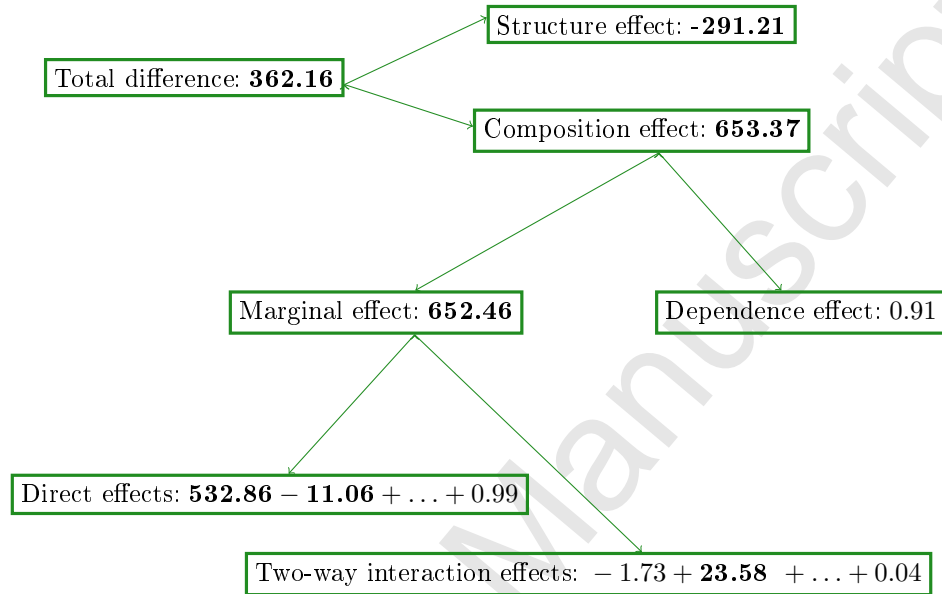 Structure effect: -291.21
Total difference: 362.16
Composition effect: 653.37
Marginal effect: 652.46
Dependence effect: 0.91
Direct effects: 532.86 − 11.06 + … + 0.99
Two-way interaction effects: − 1.73 + 23.58 + … + 0.04
Manuscrip